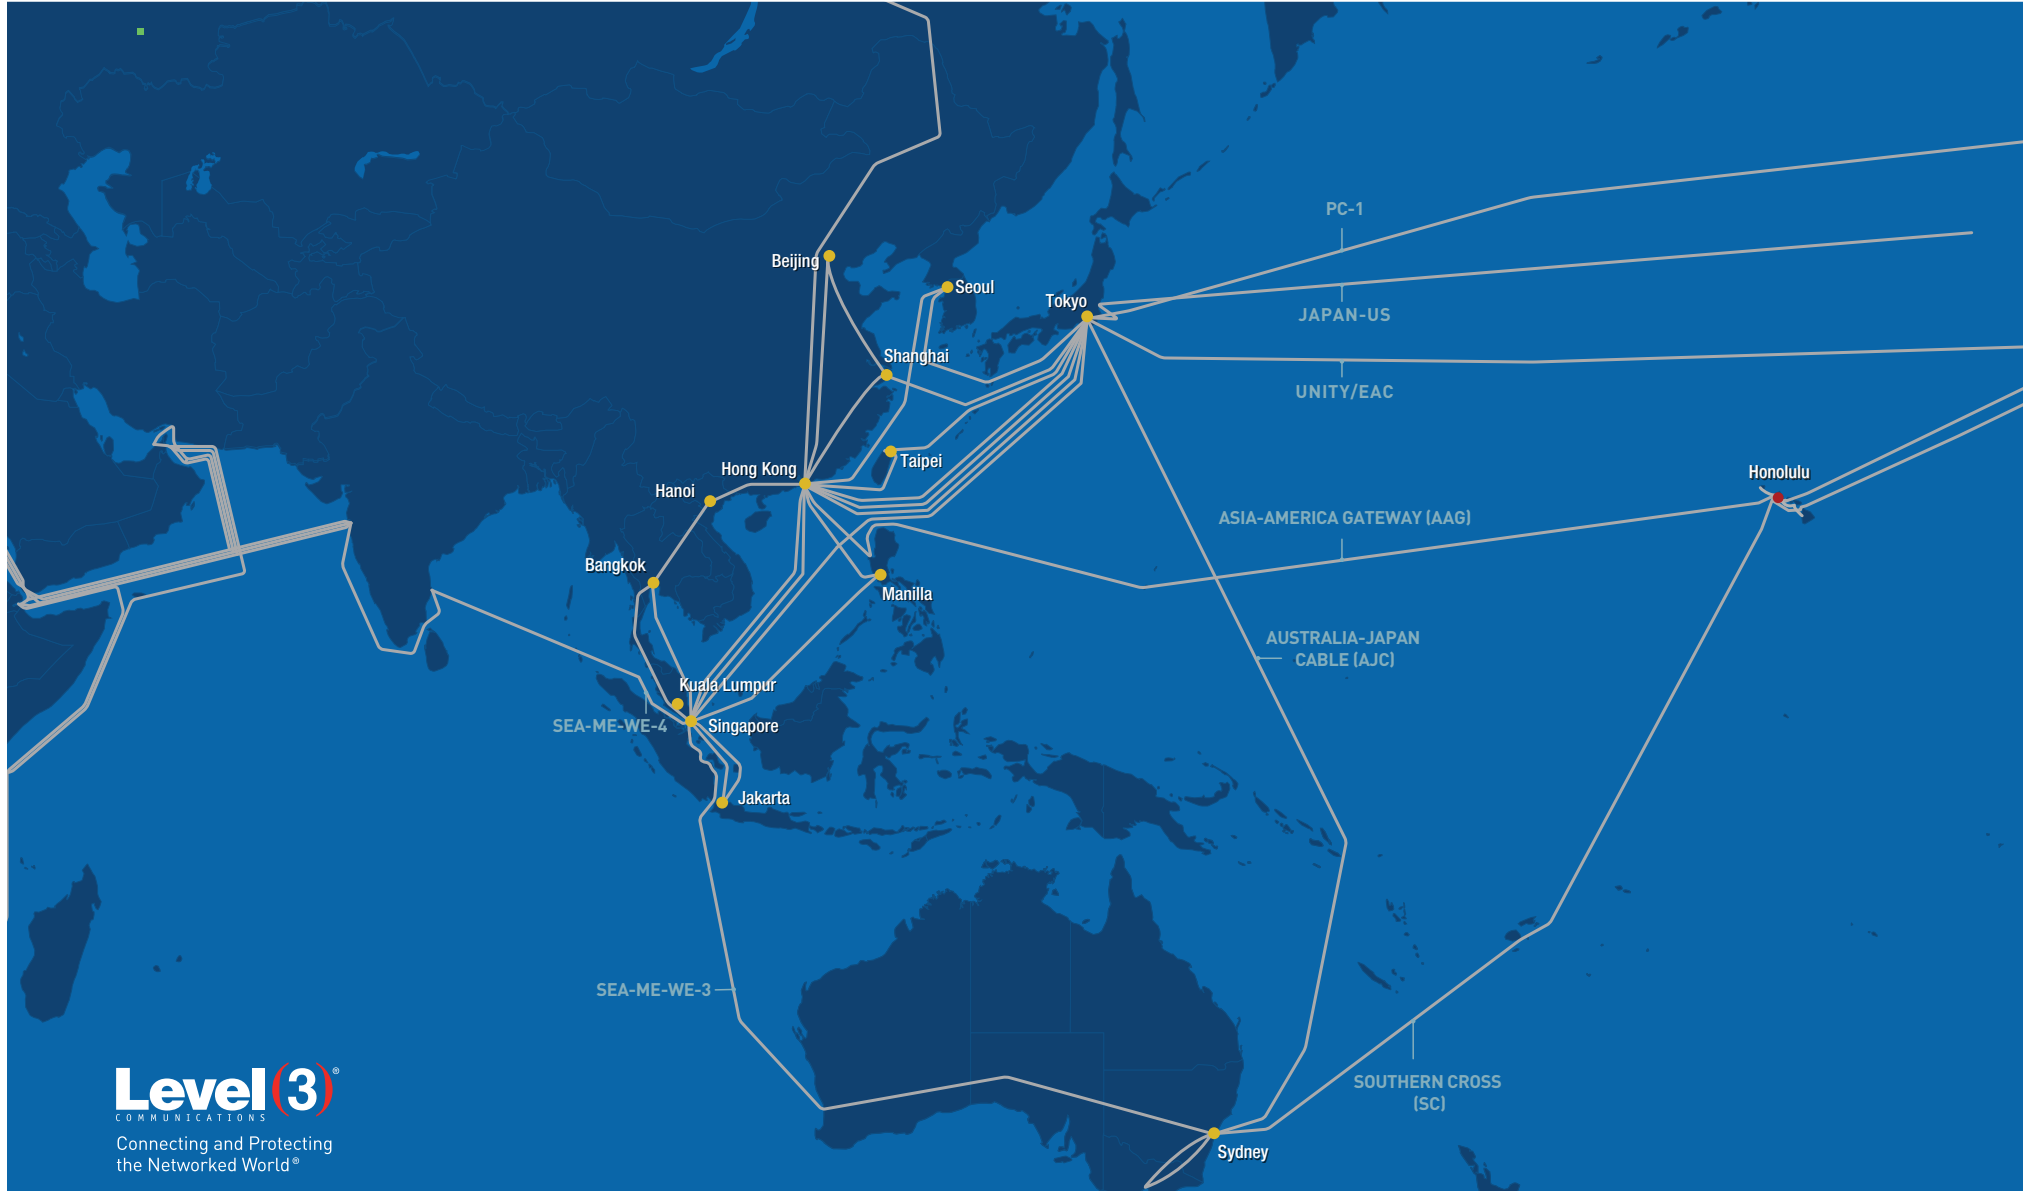 PC-1
Beijing
Seoul
Tokyo
JAPAN-US
Shanghai
UNITY/EAC
Taipei
Hong Kong
Honolulu
Hanoi
ASIA-AMERICA GATEWAY (AAG)
Bangkok
Manilla
AUSTRALIA-JAPAN
CABLE (AJC)
Kuala Lumpur
SEA-ME-WE-4
Singapore
Jakarta
SEA-ME-WE-3
SOUTHERN CROSS
(SC)
Sydney
Level(3)®
COMMUNICATIONS
Connecting and Protecting
the Networked World®